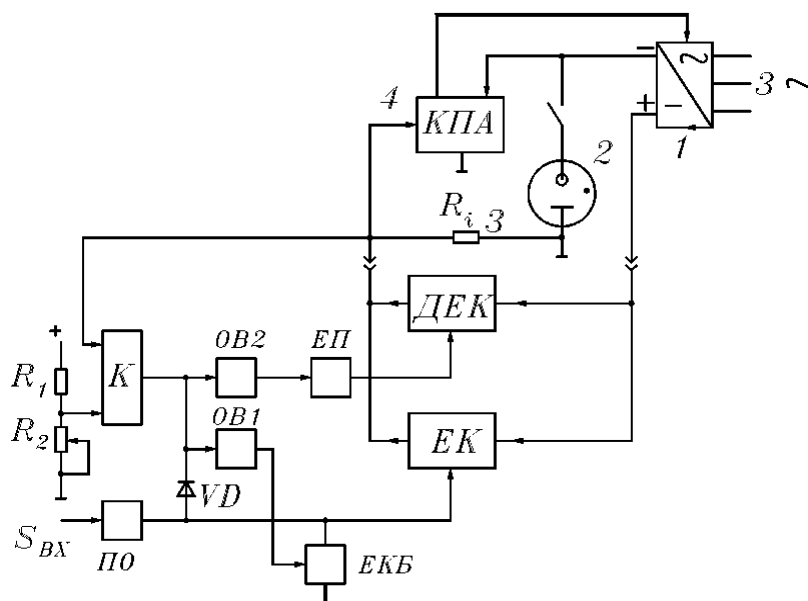 4
КПА
−
+
~
−
3 ~
1
2
R_i 3
ДЕК
ОВ2
ЕП
+
R_1
К
R_2
ОВ1
ЕК
VD
S_ВХ
ПО
ЕКБ